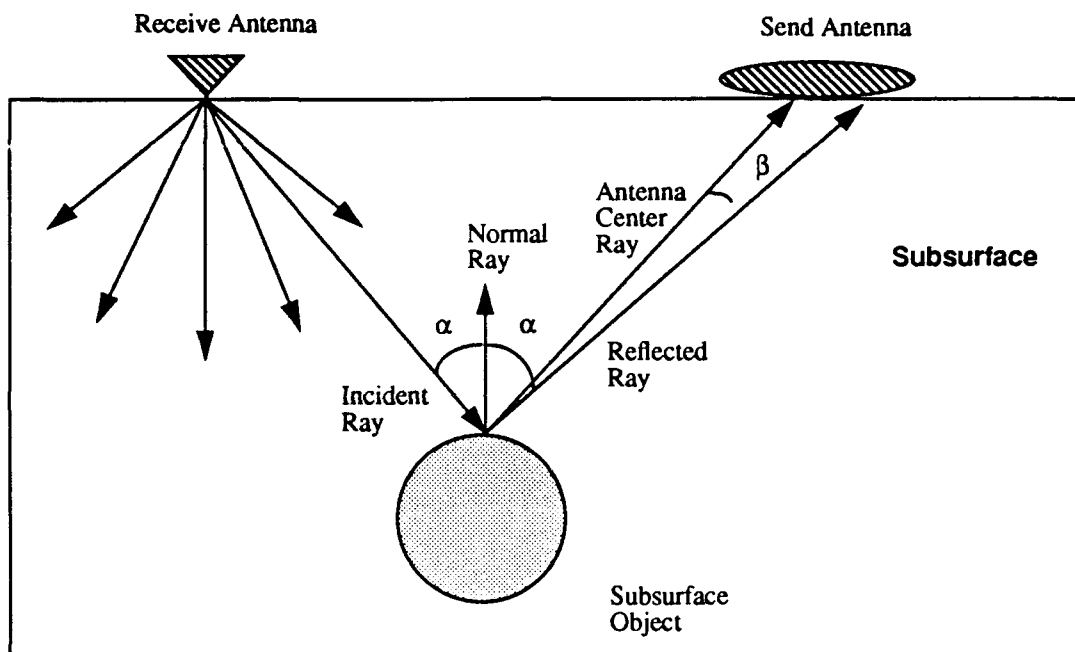 Receive Antenna
Send Antenna
β
Antenna
Center
Ray
Normal
Ray
Subsurface
α
α
Reflected
Ray
Incident
Ray
Subsurface
Object